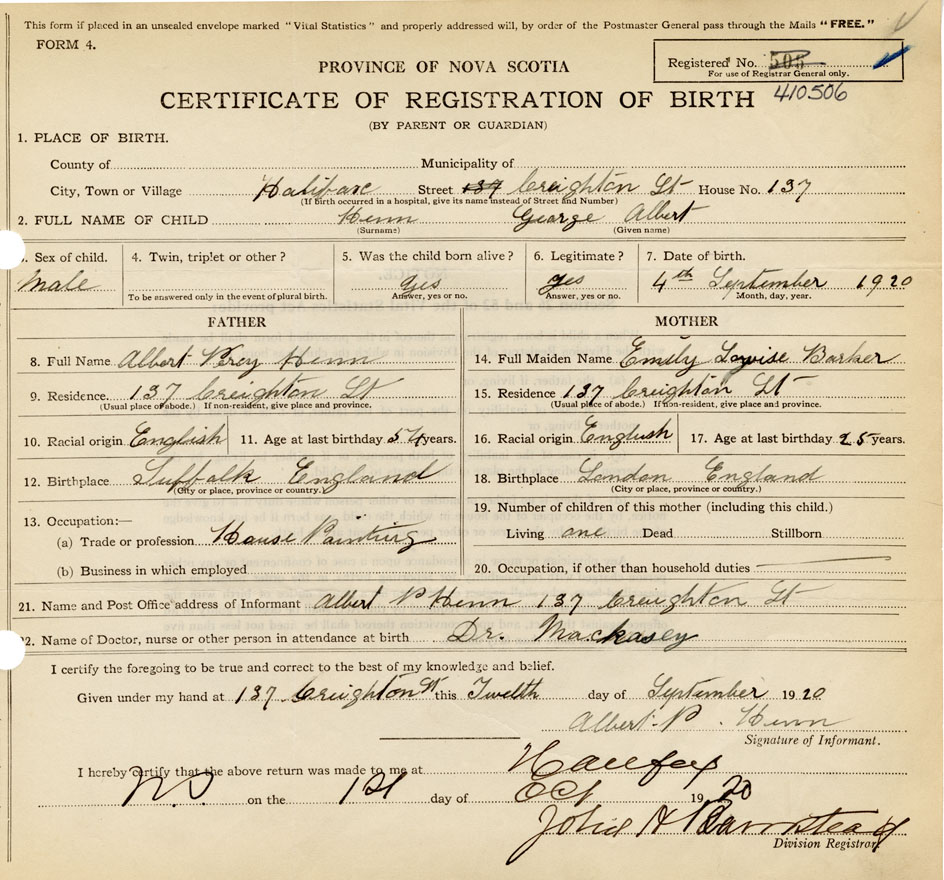 This form if placed in an unsealed envelope marked "Vital Statistics" and properly addressed will, by order of the Postmaster General pass through the Mails "FREE."
FORM 4.
Registered No. 505
For use of Registrar General only.
410506
PROVINCE OF NOVA SCOTIA
CERTIFICATE OF REGISTRATION OF BIRTH
(BY PARENT OR GUARDIAN)
1. PLACE OF BIRTH.
County of Municipality of
City, Town or Village Halifax Street 137 Creighton St House No. 137
(If birth occurred in a hospital, give its name instead of Street and Number)
2. FULL NAME OF CHILD Henn George Albert
(Surname) (Given name)
. Sex of child. 4. Twin, triplet or other? 5. Was the child born alive? 6. Legitimate? 7. Date of birth.
Male yes yes 4th September 1920
To be answered only in the event of plural birth. Answer, yes or no. Answer, yes or no. Month, day, year.
FATHER MOTHER
8. Full Name Albert Percy Henn 14. Full Maiden Name Emily Louise Barker
9. Residence. 137 Creighton St 15. Residence 137 Creighton St
(Usual place of abode.) If non-resident, give place and province. (Usual place of abode.) If non-resident, give place and province.
10. Racial origin English 11. Age at last birthday years. 16. Racial origin English 17. Age at last birthday 25 years.
12. Birthplace Suffolk England 18. Birthplace London England
(City or place, province or country.) (City or place, province or country.)
13. Occupation:— 19. Number of children of this mother (including this child.)
(a) Trade or profession House Painting Living one Dead Stillborn
(b) Business in which employed 20. Occupation, if other than household duties
21. Name and Post Office address of Informant Albert P Henn 137 Creighton St
22. Name of Doctor, nurse or other person in attendance at birth Dr. Mackasey
I certify the foregoing to be true and correct to the best of my knowledge and belief.
Given under my hand at 137 Creighton St this Twelth day of September 1920
Albert. P. Henn
Signature of Informant.
I hereby certify that the above return was made to me at Halifax
N.S on the 1st day of Oct 1920
John A Barnstead
Division Registrar.